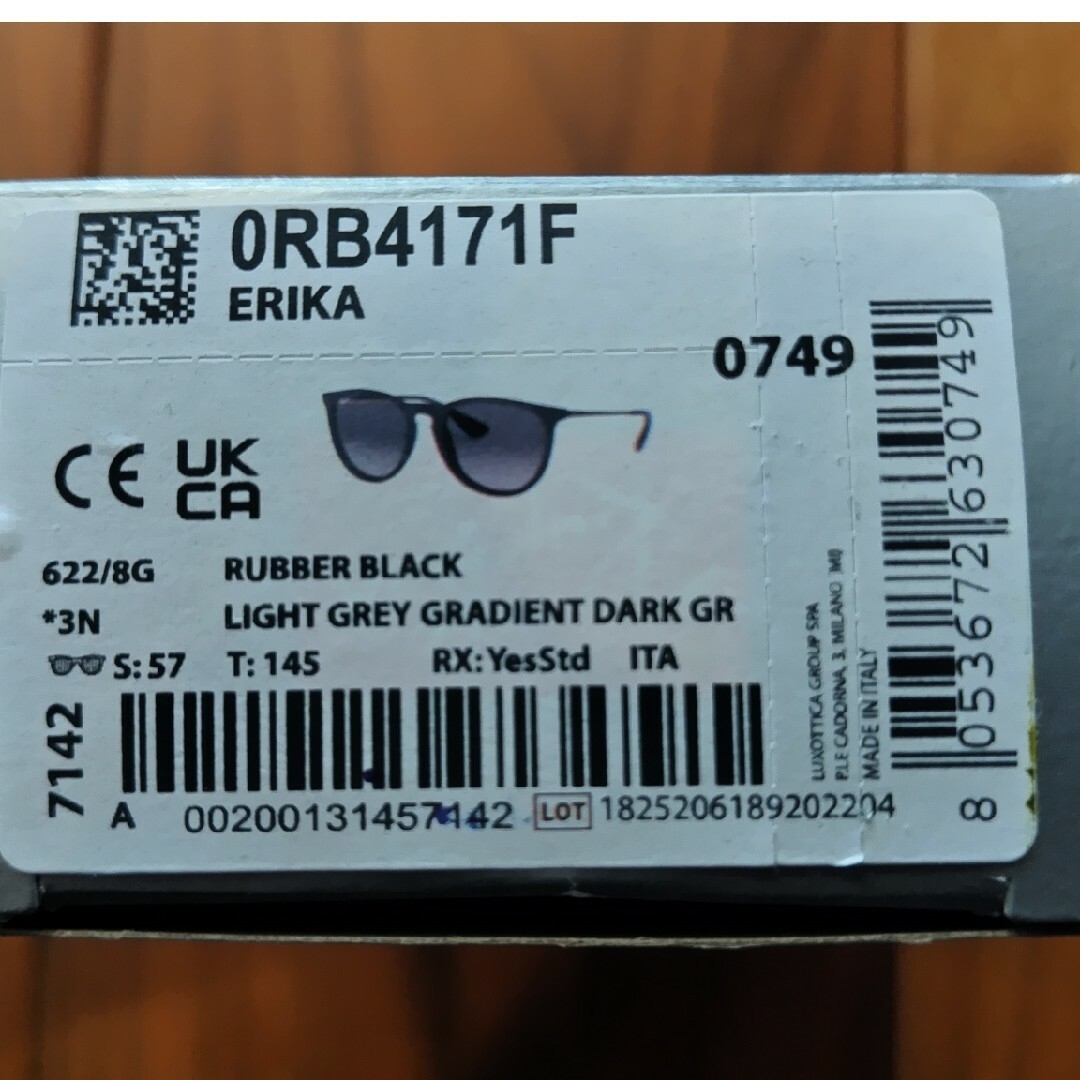 0RB4171F
ERIKA
0749
CE UK
CA
622/8G RUBBER BLACK
*3N LIGHT GREY GRADIENT DARK GR
S: 57 T: 145 RX: YesStd ITA
7142
A 00200131457142 LOT 1825206189202204
LUXOTTICA GROUP SPA
P.LE CADORNA, 3, MILANO (MI)
MADE IN ITALY
8 053672 630749